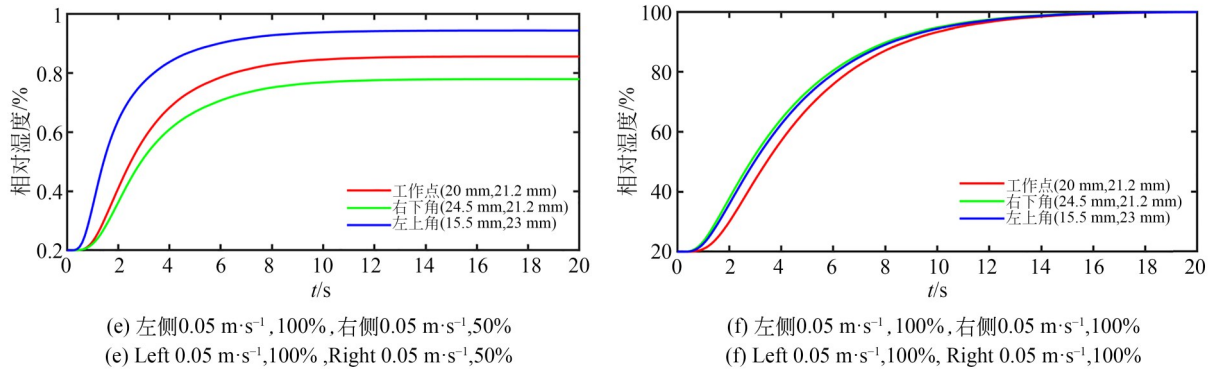 1
0.8
0.6
0.4
0.2
相对湿度/%
工作点(20 mm,21.2 mm)
右下角(24.5 mm,21.2 mm)
左上角(15.5 mm,23 mm)
0 2 4 6 8 10 12 14 16 18 20
t/s
(e) 左侧0.05 m·s⁻¹ ,100% ,右侧0.05 m·s⁻¹,50%
(e) Left 0.05 m·s⁻¹,100% ,Right 0.05 m·s⁻¹,50%
100
80
60
40
20
相对湿度/%
工作点(20 mm,21.2 mm)
右下角(24.5 mm,21.2 mm)
左上角(15.5 mm,23 mm)
0 2 4 6 8 10 12 14 16 18 20
t/s
(f) 左侧0.05 m·s⁻¹ ,100% ,右侧0.05 m·s⁻¹,100%
(f) Left 0.05 m·s⁻¹,100%, Right 0.05 m·s⁻¹,100%